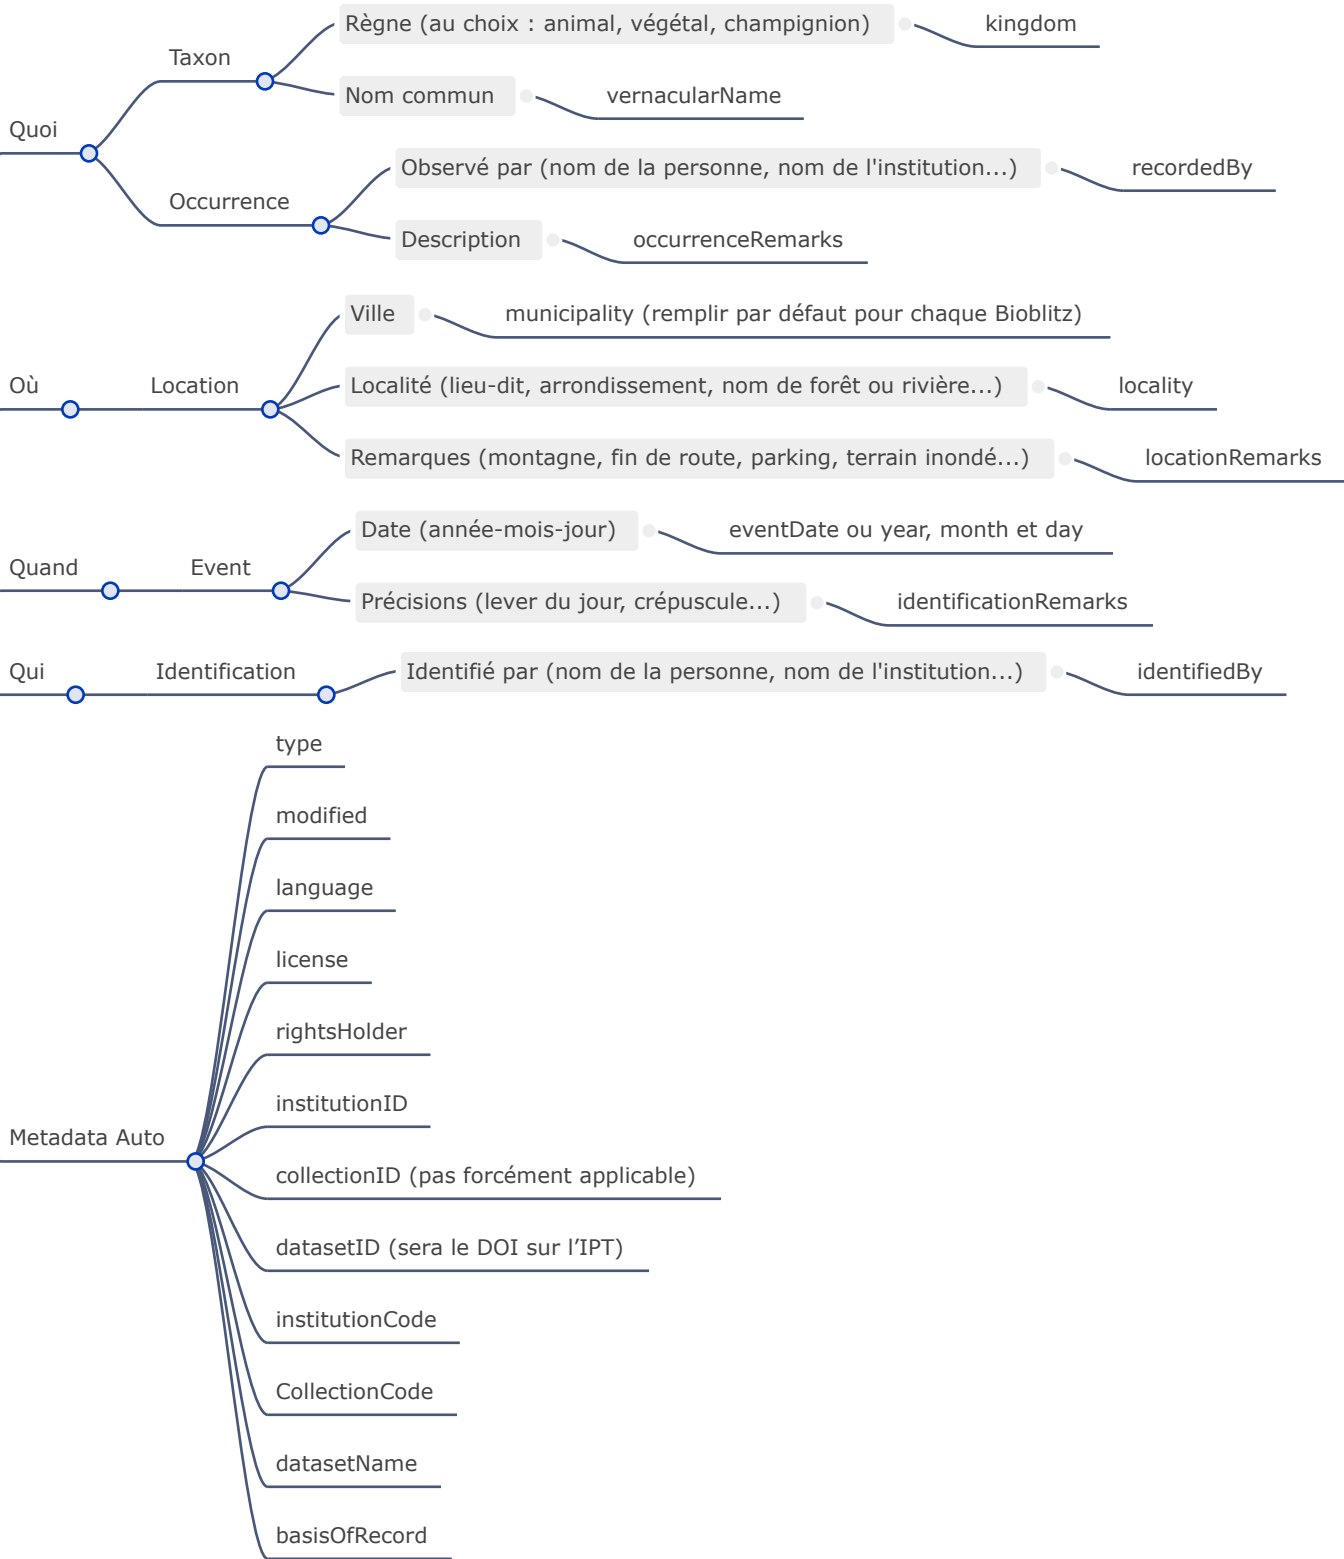 Règne (au choix : animal, végétal, champignion)
kingdom
Taxon
Nom commun
vernacularName
Quoi
Observé par (nom de la personne, nom de l'institution...)
recordedBy
Occurrence
Description
occurrenceRemarks
Ville
municipality (remplir par défaut pour chaque Bioblitz)
Où
Location
Localité (lieu-dit, arrondissement, nom de forêt ou rivière...)
locality
Remarques (montagne, fin de route, parking, terrain inondé...)
locationRemarks
Date (année-mois-jour)
eventDate ou year, month et day
Quand
Event
Précisions (lever du jour, crépuscule...)
identificationRemarks
Qui
Identification
Identifié par (nom de la personne, nom de l'institution...)
identifiedBy
type
modified
language
license
rightsHolder
institutionID
Metadata Auto
collectionID (pas forcément applicable)
datasetID (sera le DOI sur l’IPT)
institutionCode
CollectionCode
datasetName
basisOfRecord